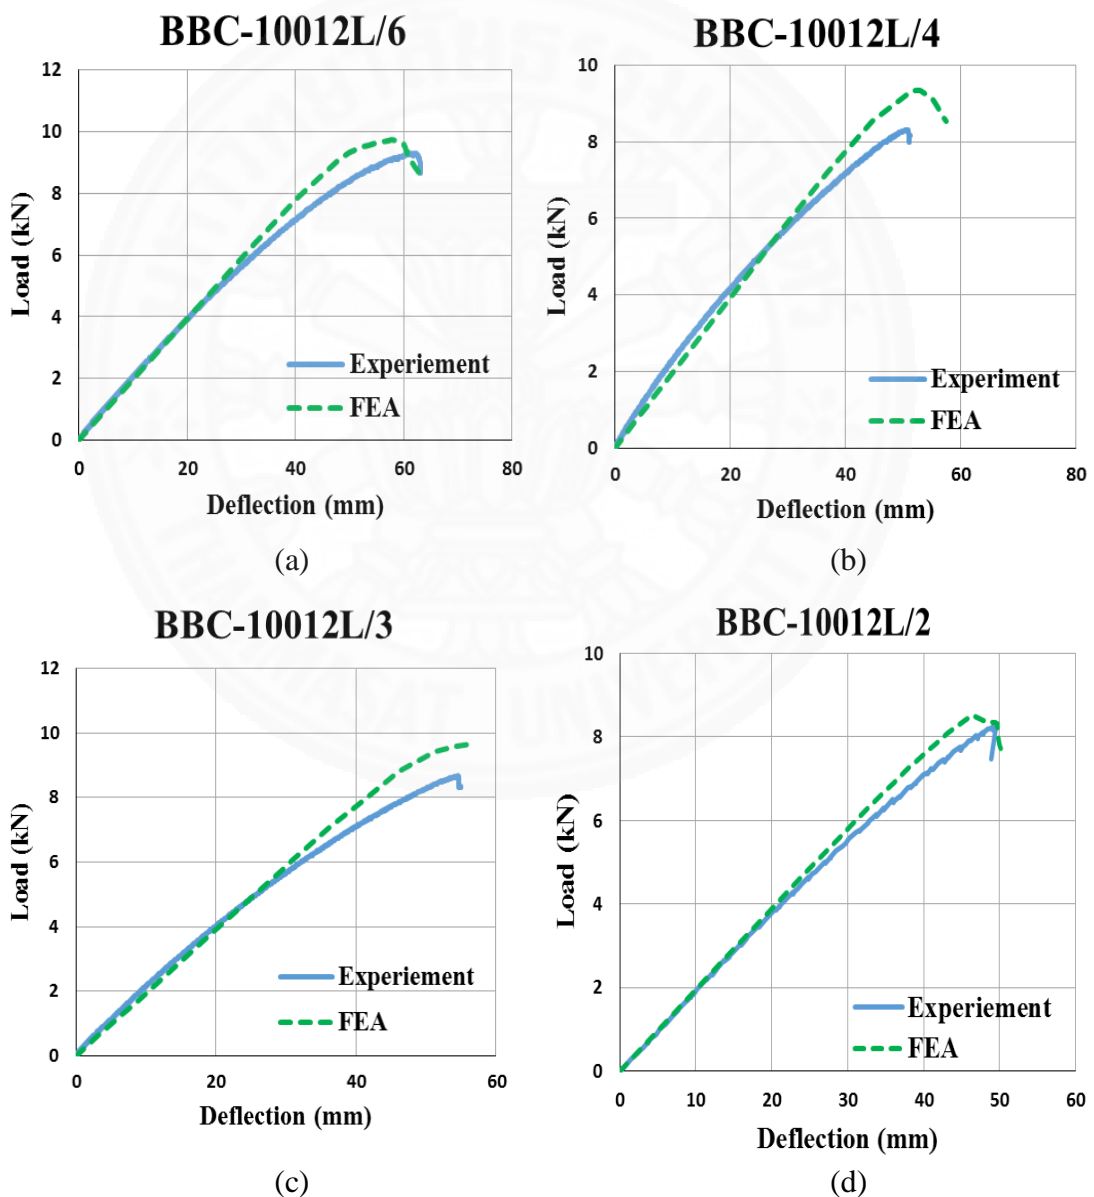 BBC-10012L/6
12
10
8
6
4
2
0
Load (kN)
Experiement
FEA
0 20 40 60 80
Deflection (mm)
(a)
BBC-10012L/4
10
8
6
4
2
0
Load (kN)
Experiment
FEA
0 20 40 60 80
Deflection (mm)
(b)
BBC-10012L/3
12
10
8
6
4
2
0
Load (kN)
Experiement
FEA
0 20 40 60
Deflection (mm)
(c)
BBC-10012L/2
10
8
6
4
2
0
Load (kN)
Experiement
FEA
0 10 20 30 40 50 60
Deflection (mm)
(d)
THAMMASAT UNIVERSITY